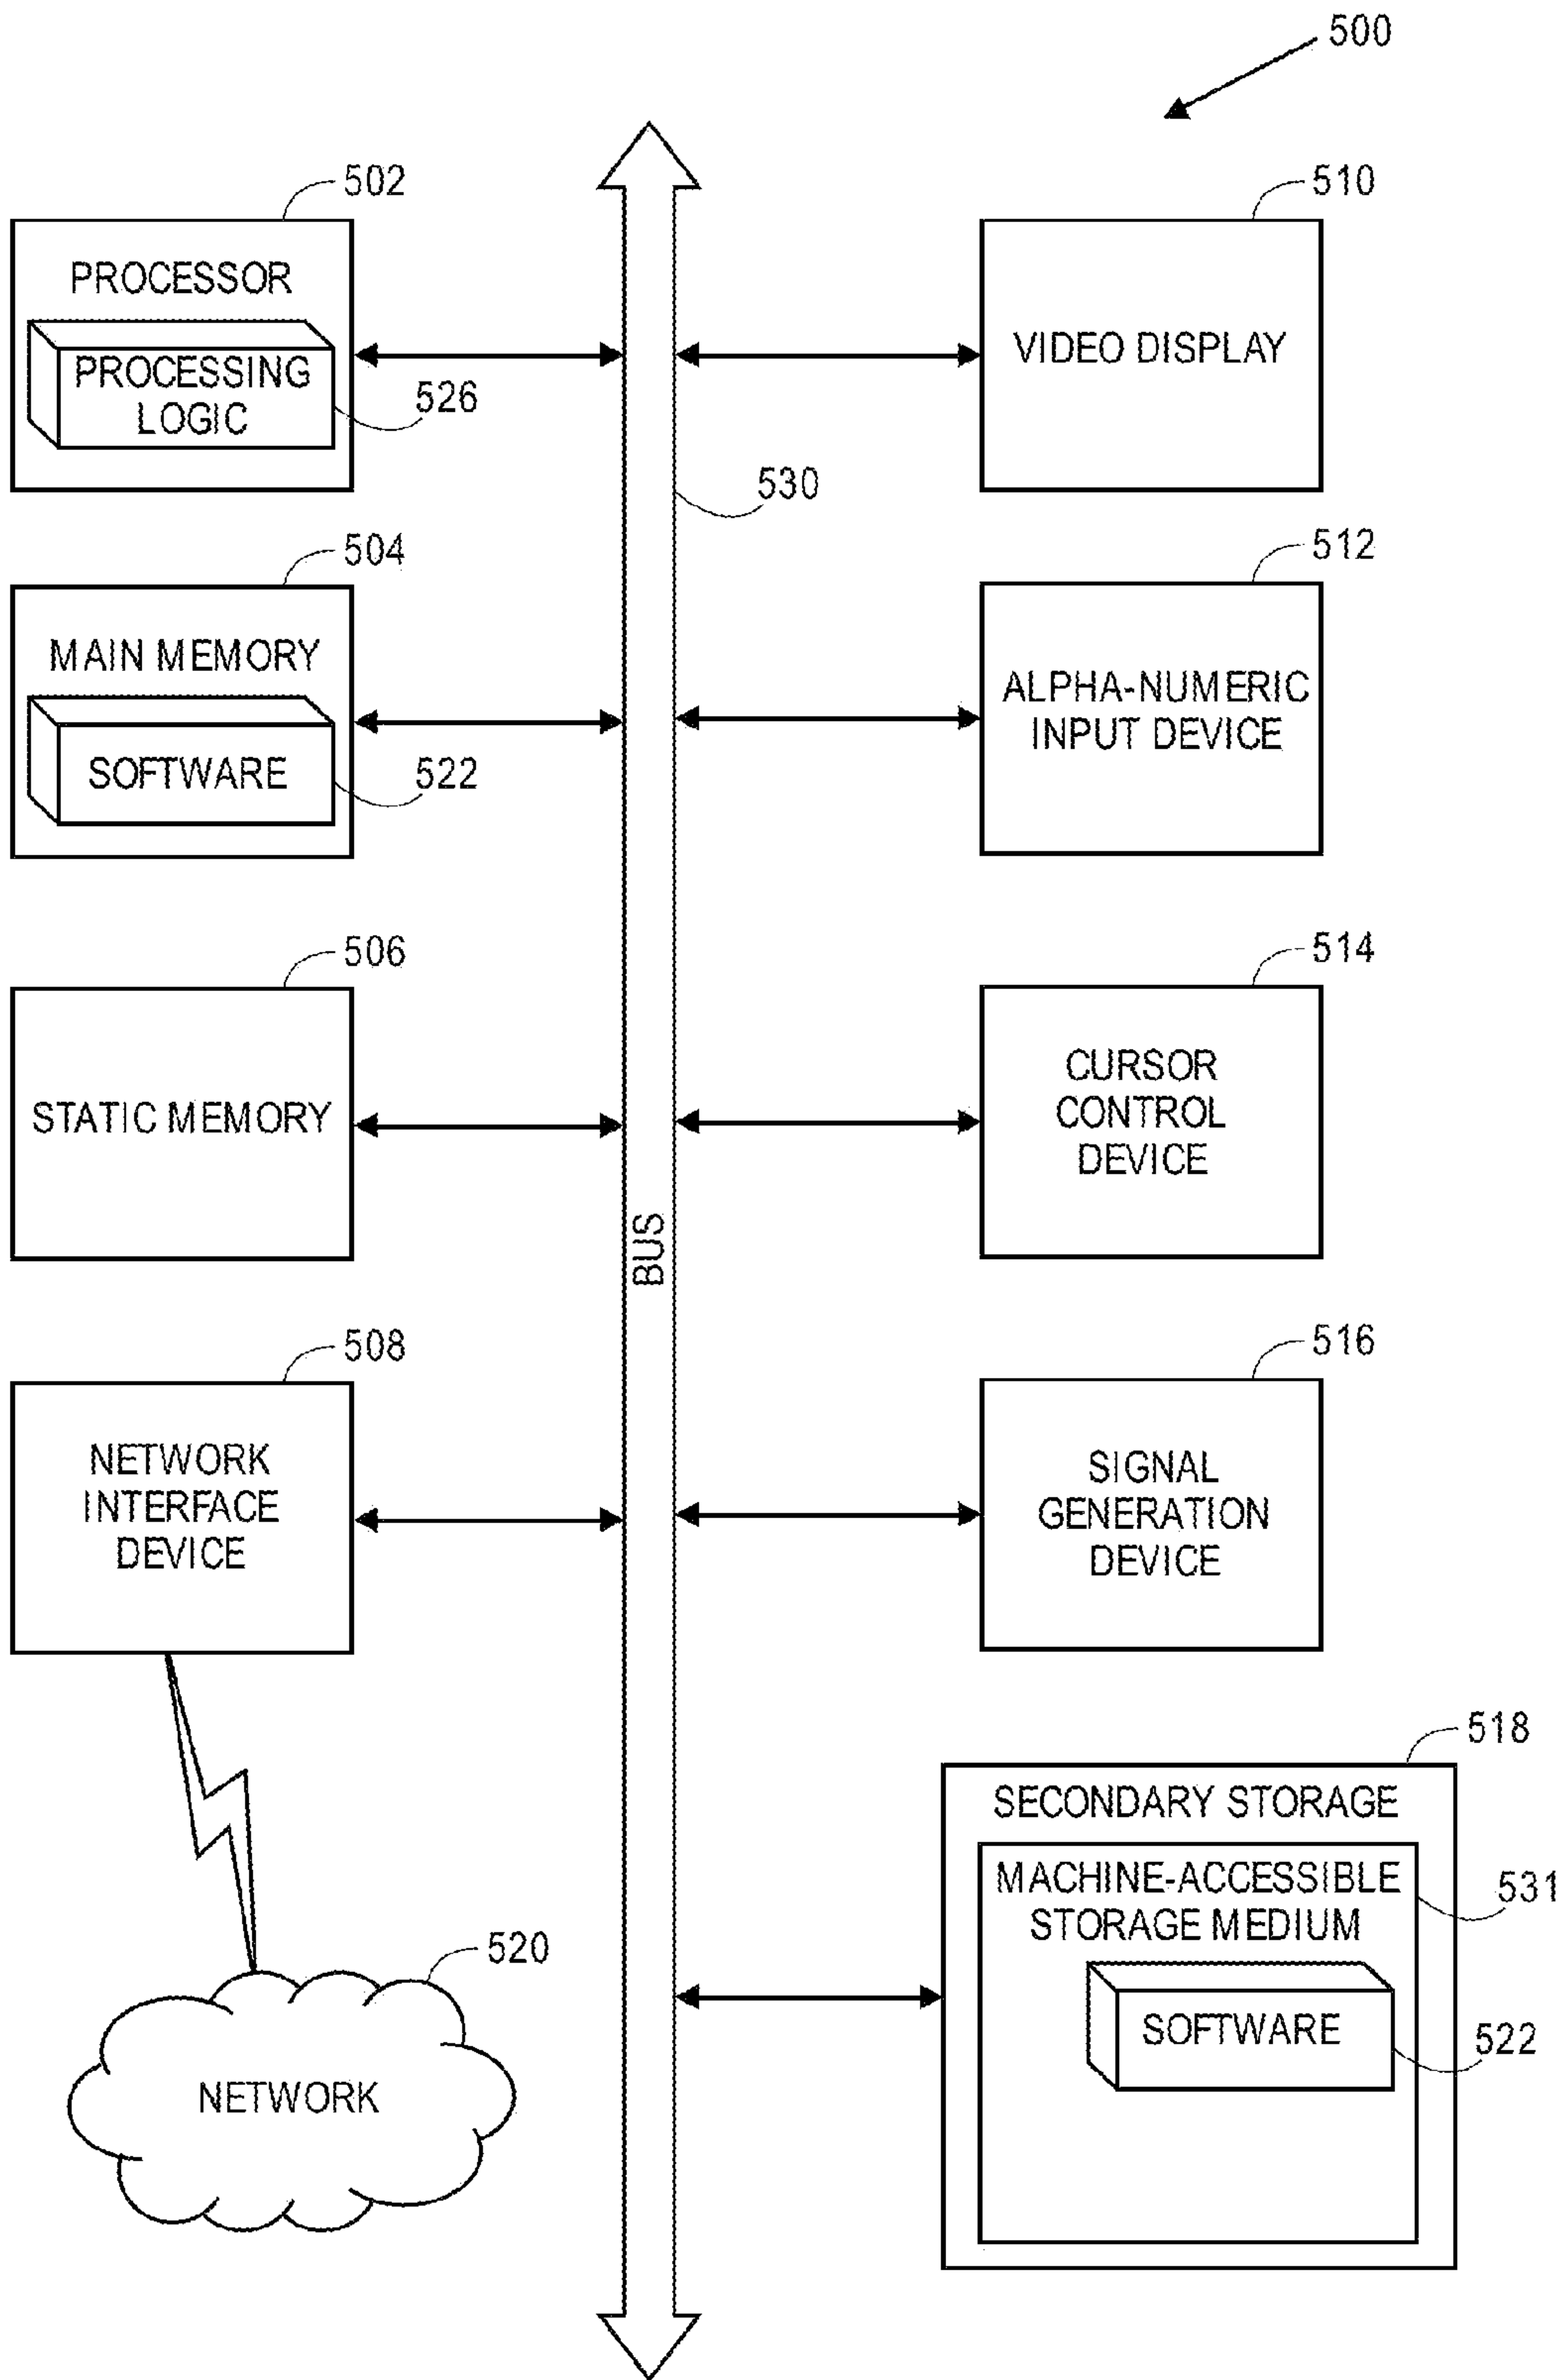 500
502
PROCESSOR
PROCESSING
LOGIC
526
504
MAIN MEMORY
SOFTWARE
522
506
STATIC MEMORY
508
NETWORK
INTERFACE
DEVICE
520
NETWORK
530
BUS
510
VIDEO DISPLAY
512
ALPHA-NUMERIC
INPUT DEVICE
514
CURSOR
CONTROL
DEVICE
516
SIGNAL
GENERATION
DEVICE
518
SECONDARY STORAGE
MACHINE-ACCESSIBLE
STORAGE MEDIUM
531
SOFTWARE
522